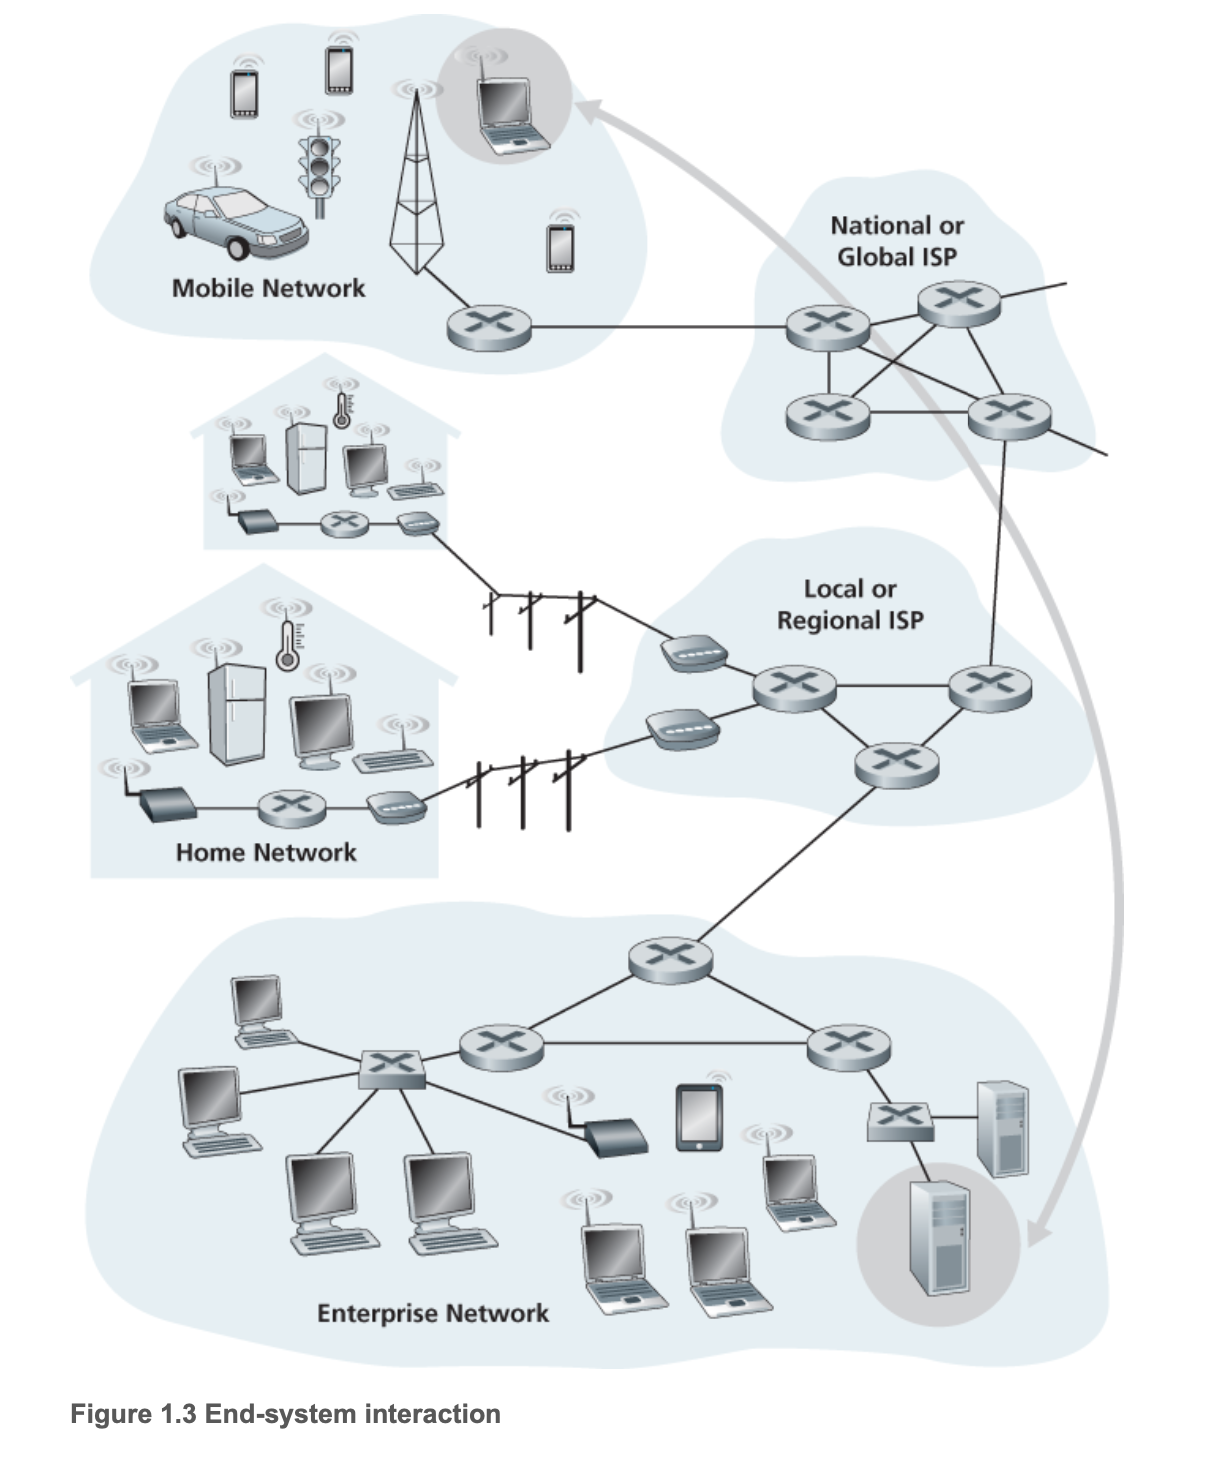 National or
Global ISP
Mobile Network
Local or
Regional ISP
Home Network
Enterprise Network
Figure 1.3 End-system interaction